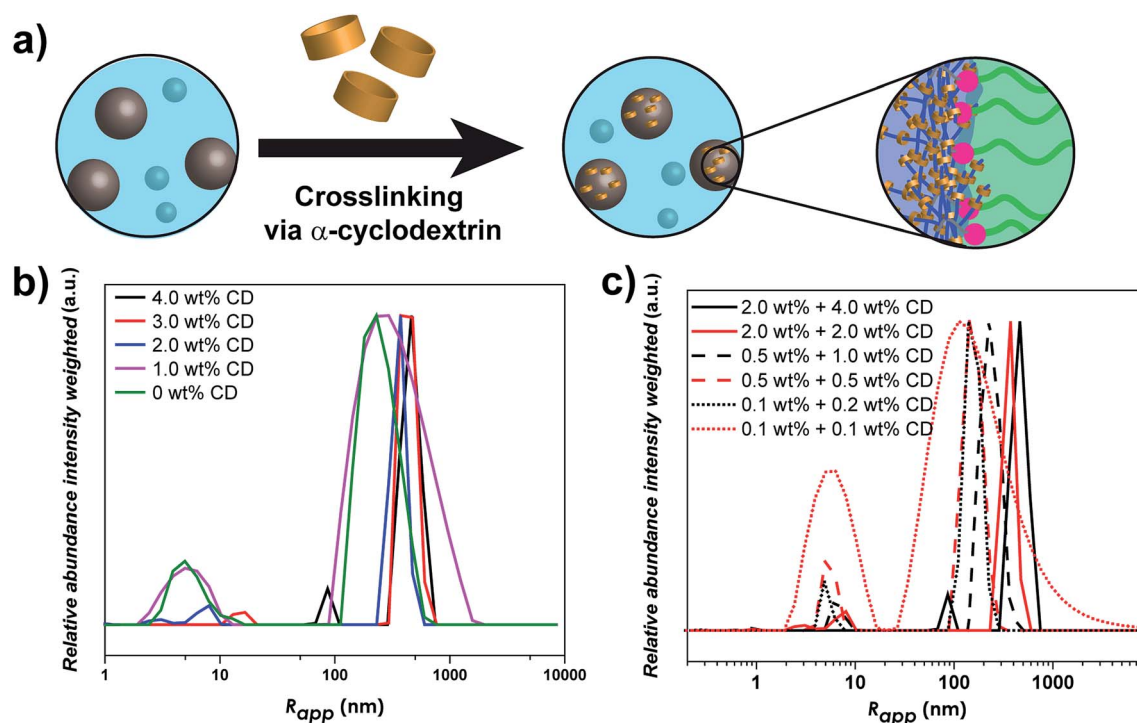 a)
Crosslinking
via α-cyclodextrin
b)
Relative abundance intensity weighted (a.u.)
4.0 wt% CD
3.0 wt% CD
2.0 wt% CD
1.0 wt% CD
0 wt% CD
1
10
100
1000
10000
Rapp (nm)
c)
Relative abundance intensity weighted (a.u.)
2.0 wt% + 4.0 wt% CD
2.0 wt% + 2.0 wt% CD
0.5 wt% + 1.0 wt% CD
0.5 wt% + 0.5 wt% CD
0.1 wt% + 0.2 wt% CD
0.1 wt% + 0.1 wt% CD
1
10
100
1000
Rapp (nm)